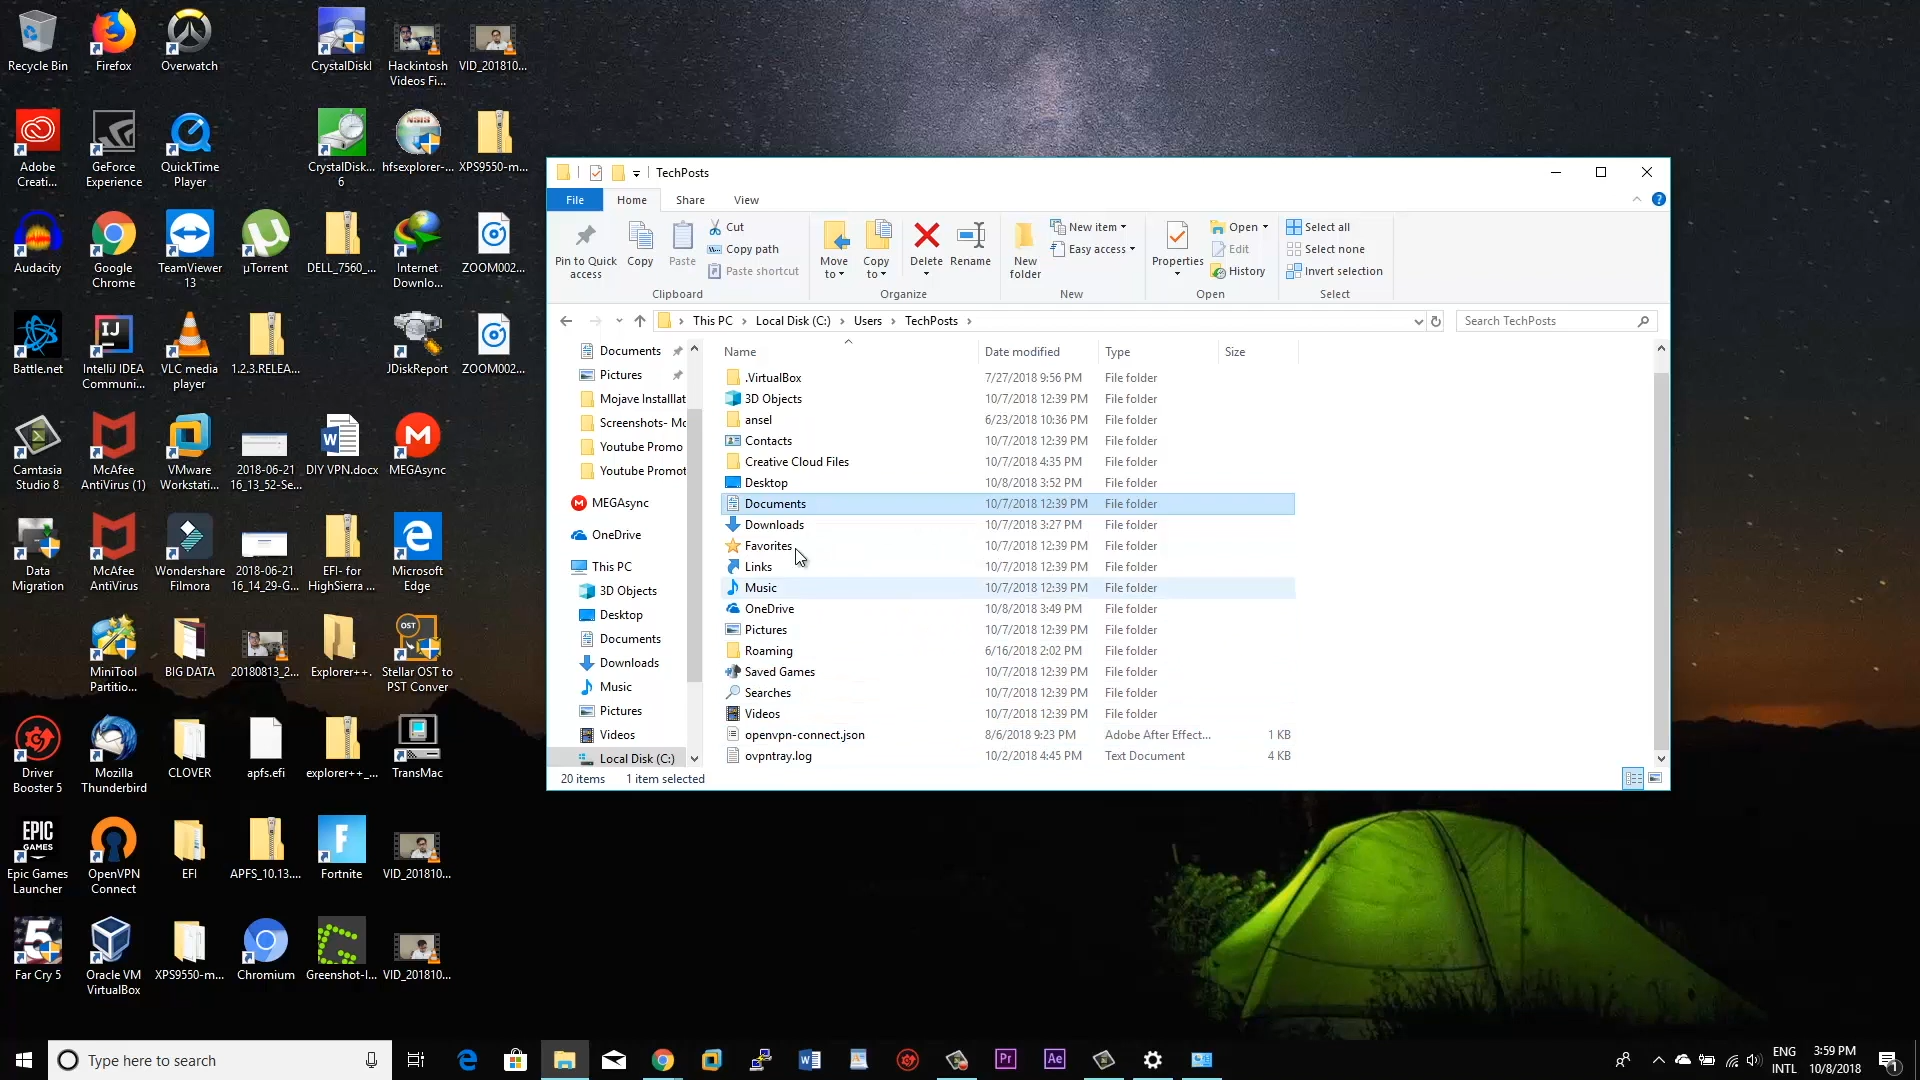 Recycle Bin
Firefox
Overwatch
CrystalDiskI
Hackintosh
Videos Fi...
VID_201810...
Adobe
Creati...
GeForce
Experience
QuickTime
Player
CrystalDisk...
6
hfsexplorer-...
XPS9550-m...
Audacity
Google
Chrome
TeamViewer
13
µTorrent
DELL_7560_...
Internet
Downlo...
ZOOM002...
Battle.net
IntelliJ IDEA
Communi...
VLC media
player
1.2.3.RELEA...
JDiskReport
ZOOM002...
Camtasia
Studio 8
McAfee
AntiVirus (1)
VMware
Workstati...
2018-06-21
16_13_52-Se...
DIY VPN.docx
MEGAsync
Data
Migration
McAfee
AntiVirus
Wondershare
Filmora
2018-06-21
16_14_29-G...
EFI- for
HighSierra ...
Microsoft
Edge
MiniTool
Partitio...
BIG DATA
20180813_2...
Explorer++.
Stellar OST to
PST Conver
Driver
Booster 5
Mozilla
Thunderbird
CLOVER
apfs.efi
explorer++_...
TransMac
Epic Games
Launcher
OpenVPN
Connect
EFI
APFS_10.13....
Fortnite
VID_201810...
Far Cry 5
Oracle VM
VirtualBox
XPS9550-m...
Chromium
Greenshot-I...
VID_201810...
TechPosts
File
Home
Share
View
Pin to Quick
access
Copy
Paste
Cut
Copy path
Paste shortcut
Clipboard
Move
to
Copy
to
Delete
Rename
Organize
New
folder
New item
Easy access
New
Properties
Open
Edit
History
Open
Select all
Select none
Invert selection
Select
This PC
Local Disk (C:)
Users
TechPosts
Search TechPosts
Documents
Pictures
Mojave Installat
Screenshots- Mo
Youtube Promo
Youtube Promot
MEGAsync
OneDrive
This PC
3D Objects
Desktop
Documents
Downloads
Music
Pictures
Videos
Local Disk (C:)
Name Date modified Type Size
.VirtualBox 7/27/2018 9:56 PM File folder
3D Objects 10/7/2018 12:39 PM File folder
ansel 6/23/2018 10:36 PM File folder
Contacts 10/7/2018 12:39 PM File folder
Creative Cloud Files 10/7/2018 4:35 PM File folder
Desktop 10/8/2018 3:52 PM File folder
Documents 10/7/2018 12:39 PM File folder
Downloads 10/7/2018 3:27 PM File folder
Favorites 10/7/2018 12:39 PM File folder
Links 10/7/2018 12:39 PM File folder
Music 10/7/2018 12:39 PM File folder
OneDrive 10/8/2018 3:49 PM File folder
Pictures 10/7/2018 12:39 PM File folder
Roaming 6/16/2018 2:02 PM File folder
Saved Games 10/7/2018 12:39 PM File folder
Searches 10/7/2018 12:39 PM File folder
Videos 10/7/2018 12:39 PM File folder
openvpn-connect.json 8/6/2018 9:23 PM Adobe After Effect... 1 KB
ovpntray.log 10/2/2018 4:45 PM Text Document 4 KB
20 items 1 item selected
Type here to search
Pr
Ae
ENG
INTL
3:59 PM
10/8/2018
1